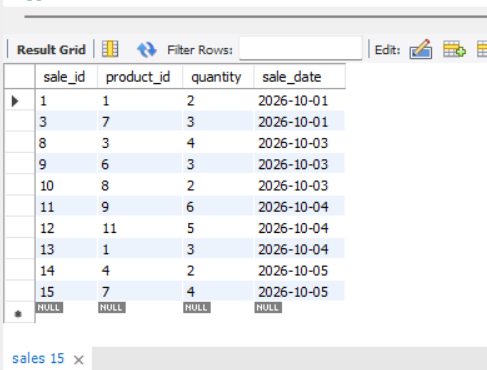 Result Grid Filter Rows: Edit:
sale_id product_id quantity sale_date
1 1 2 2026-10-01
3 7 3 2026-10-01
8 3 4 2026-10-03
9 6 3 2026-10-03
10 8 2 2026-10-03
11 9 6 2026-10-04
12 11 5 2026-10-04
13 1 3 2026-10-04
14 4 2 2026-10-05
15 7 4 2026-10-05
NULL NULL NULL NULL
sales 15